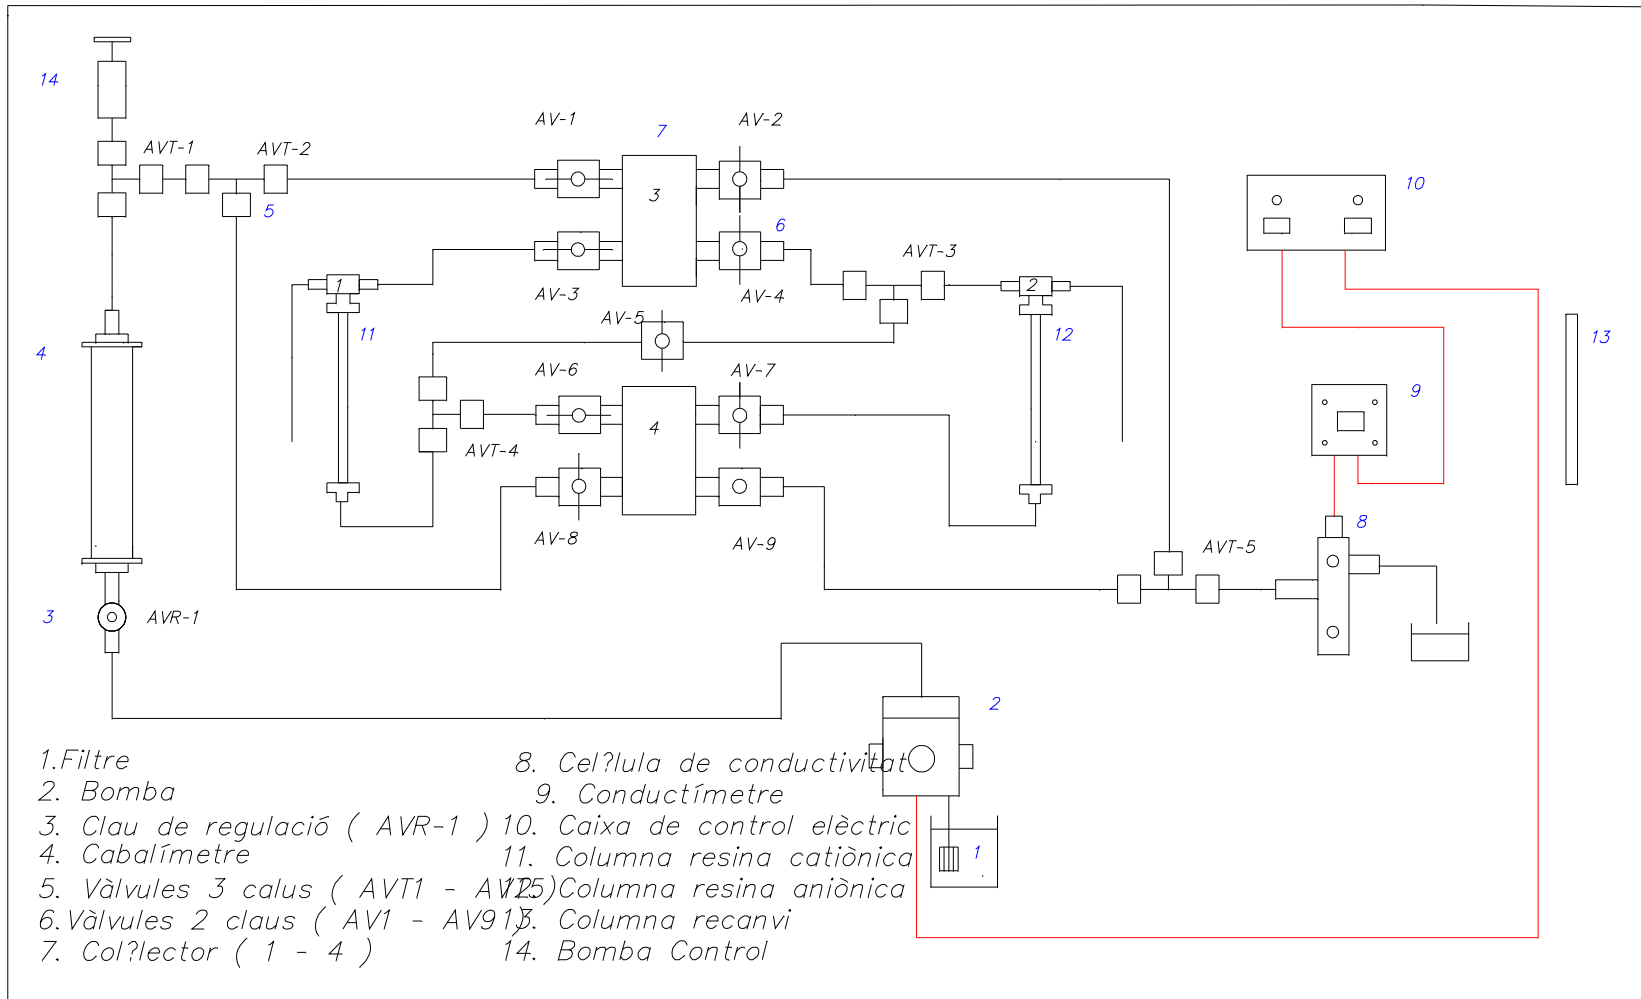 14
AVT-1
AVT-2
AV-1
7
AV-2
10
5
3
6
AV-3
AV-4
AVT-3
1
2
11
12
13
4
AV-5
AV-6
AV-7
9
4
AVT-4
AV-8
AV-9
8
AVT-5
3
AVR-1
2
1
1.Filtre
2. Bomba
3. Clau de regulació ( AVR-1 )
4. Cabalímetre
5. Vàlvules 3 calus ( AVT1 - AVT5 )
6.Vàlvules 2 claus ( AV1 - AV9 )
7. Col?lector ( 1 - 4 )
8. Cel?lula de conductivitat
9. Conductímetre
10. Caixa de control elèctric
11. Columna resina catiònica
12. Columna resina aniònica
13. Columna recanvi
14. Bomba Control